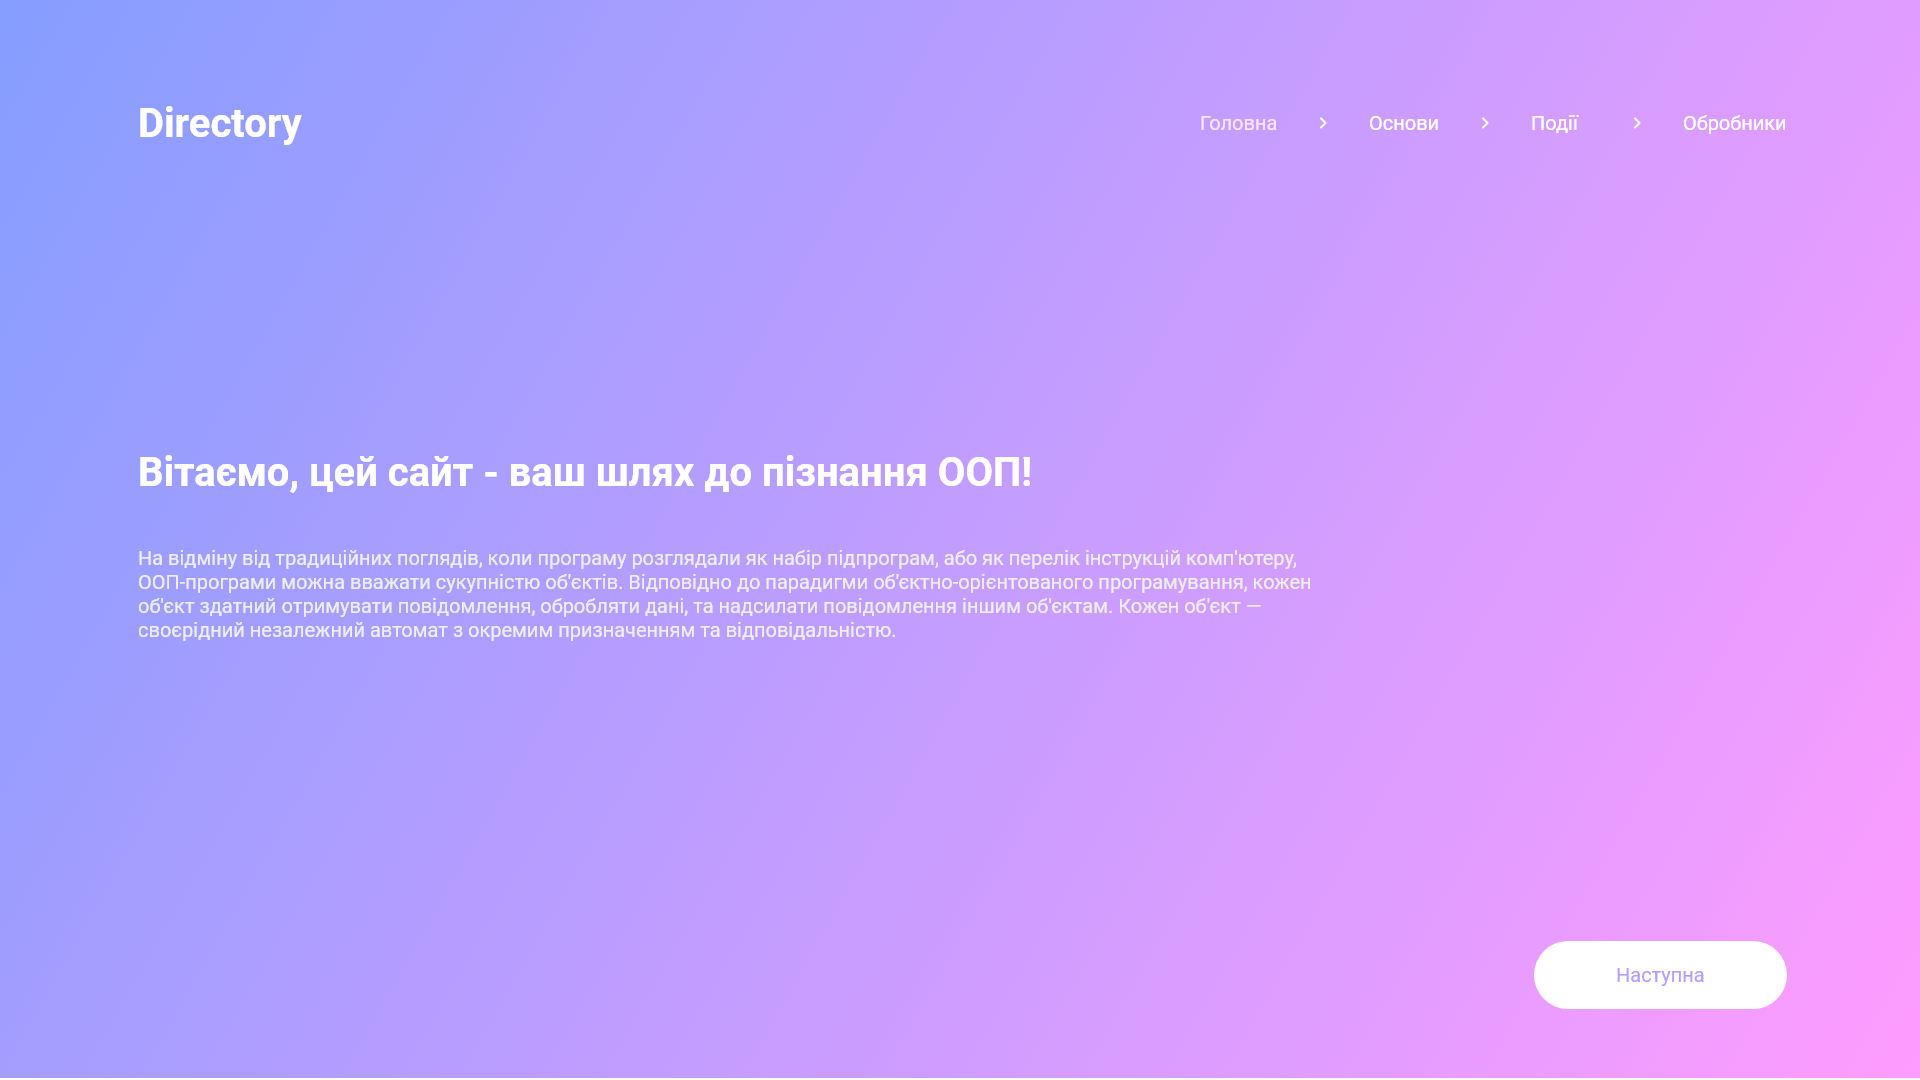 Directory
Головна > Основи > Події > Обробники
Вітаємо, цей сайт - ваш шлях до пізнання ООП!
На відміну від традиційних поглядів, коли програму розглядали як набір підпрограм, або як перелік інструкцій комп'ютеру,
ООП-програми можна вважати сукупністю об'єктів. Відповідно до парадигми об'єктно-орієнтованого програмування, кожен
об'єкт здатний отримувати повідомлення, обробляти дані, та надсилати повідомлення іншим об'єктам. Кожен об'єкт —
своєрідний незалежний автомат з окремим призначенням та відповідальністю.
Наступна